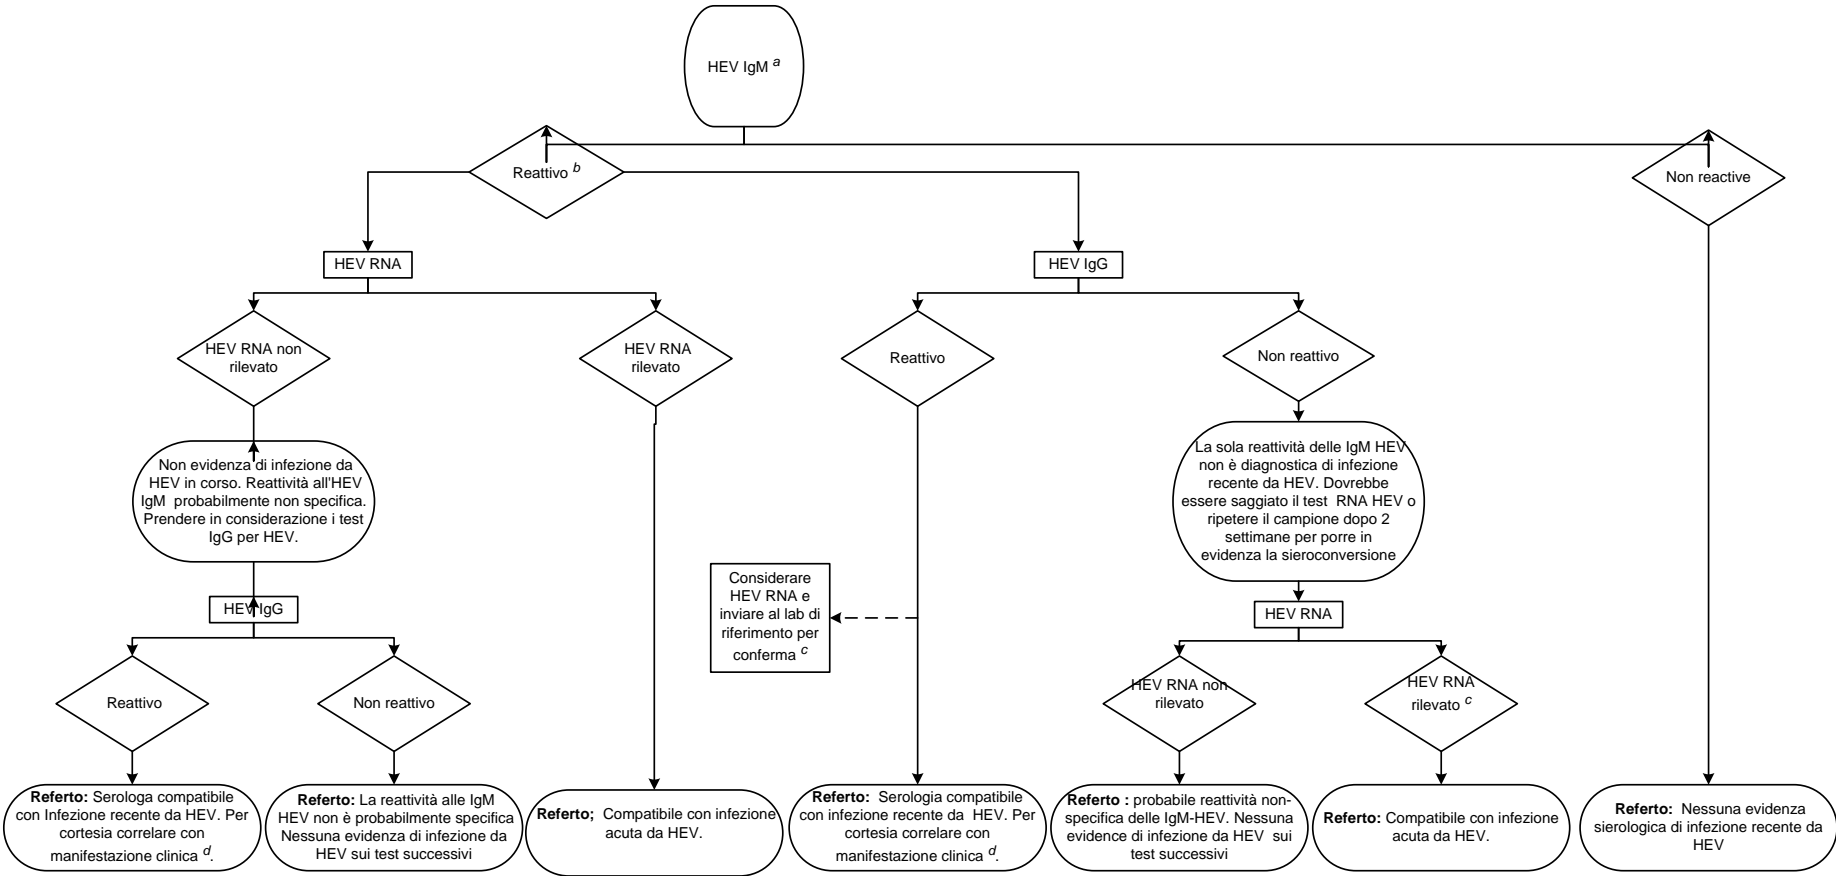 HEV IgM a
Reattivo b
Non reactive
HEV RNA
HEV IgG
HEV RNA non
rilevato
HEV RNA
rilevato
Reattivo
Non reattivo
Non evidenza di infezione da
HEV in corso. Reattività all'HEV
IgM probabilmente non specifica.
Prendere in considerazione i test
IgG per HEV.
La sola reattività delle IgM HEV
non è diagnostica di infezione
recente da HEV. Dovrebbe
essere saggiato il test RNA HEV o
ripetere il campione dopo 2
settimane per porre in
evidenza la sieroconversione
Considerare
HEV RNA e
inviare al lab di
riferimento per
conferma c
HEV IgG
HEV RNA
Reattivo
Non reattivo
HEV RNA non
rilevato
HEV RNA
rilevato c
Referto: Serologa compatibile
con Infezione recente da HEV. Per
cortesia correlare con
manifestazione clinica d.
Referto: La reattività alle IgM
HEV non è probabilmente specifica
Nessuna evidenza di infezione da
HEV sui test successivi
Referto; Compatibile con infezione
acuta da HEV.
Referto: Serologia compatibile
con infezione recente da HEV. Per
cortesia correlare con
manifestazione clinica d.
Referto : probabile reattività non-
specifica delle IgM-HEV. Nessuna
evidence di infezione da HEV sui
test successivi
Referto: Compatibile con infezione
acuta da HEV.
Referto: Nessuna evidenza
sierologica di infezione recente da
HEV